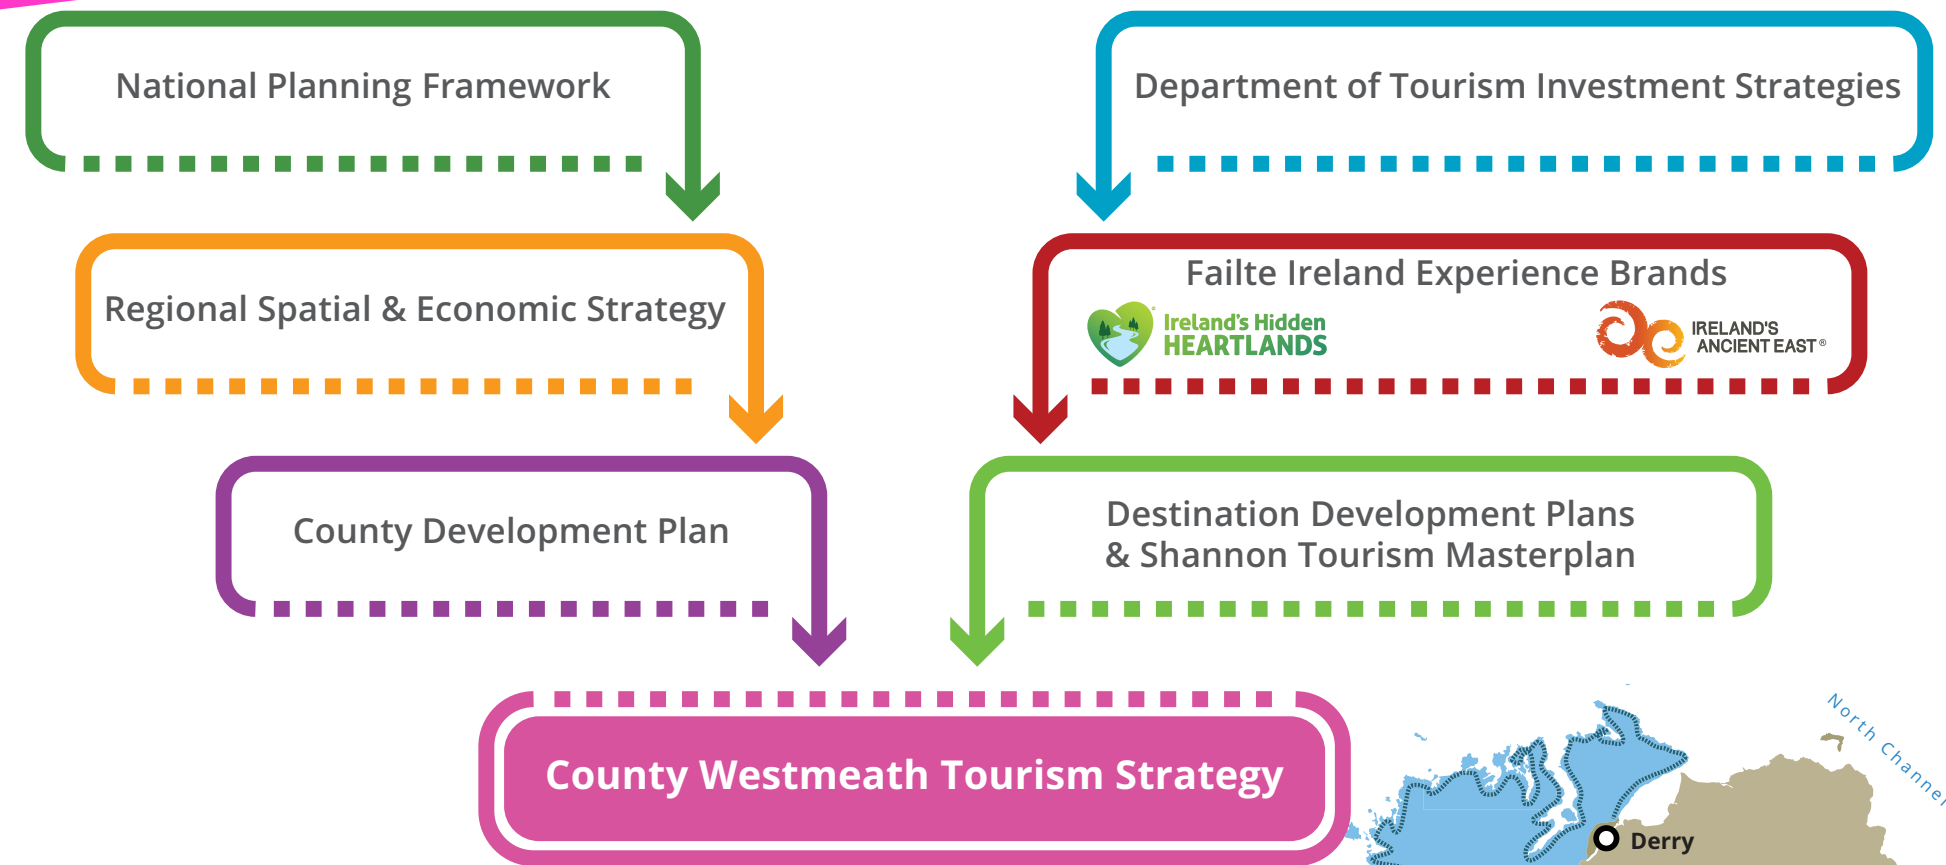 National Planning Framework
Department of Tourism Investment Strategies
Regional Spatial & Economic Strategy
Failte Ireland Experience Brands
Ireland's Hidden
HEARTLANDS
IRELAND'S
ANCIENT EAST®
County Development Plan
Destination Development Plans
& Shannon Tourism Masterplan
County Westmeath Tourism Strategy
North Channel
Derry